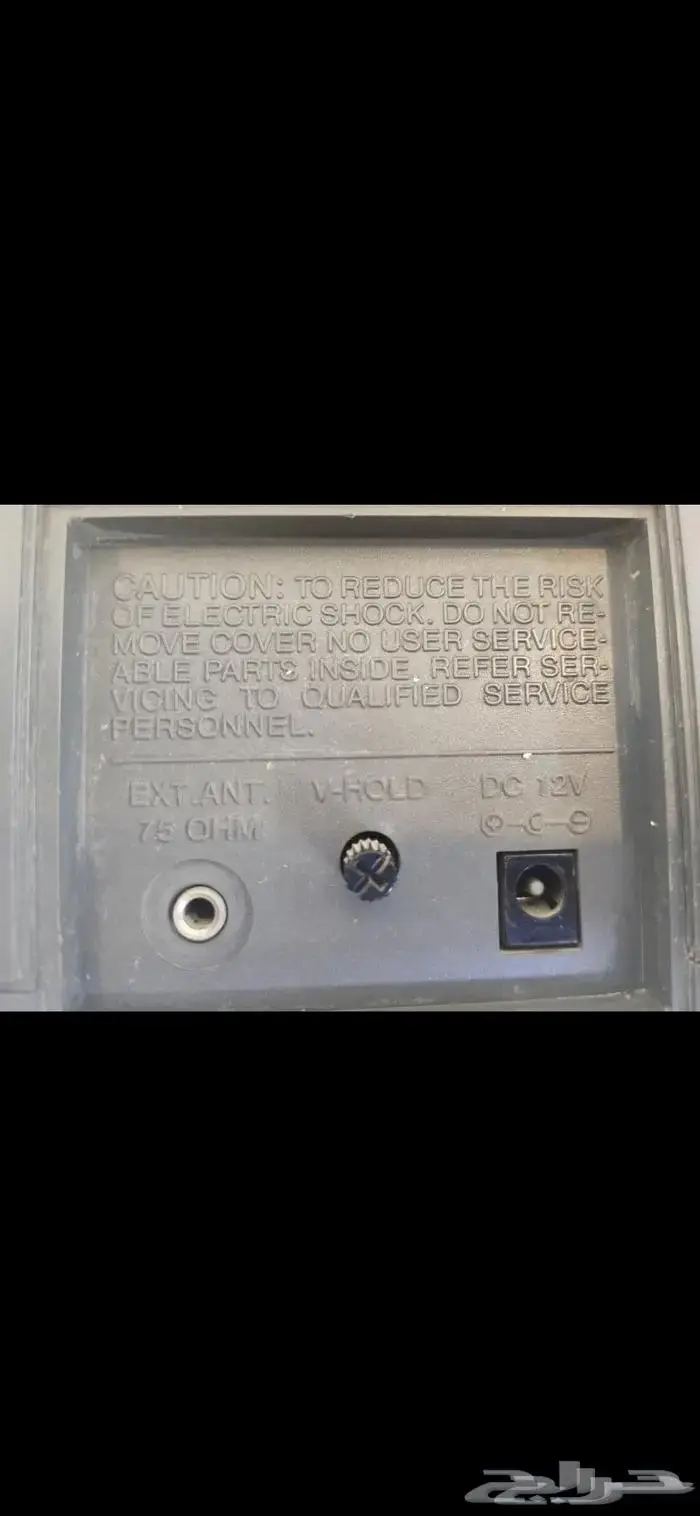 CAUTION: TO REDUCE THE RISK
OF ELECTRIC SHOCK. DO NOT RE-
MOVE COVER NO USER SERVICE-
ABLE PARTS INSIDE. REFER SER-
VICING TO QUALIFIED SERVICE
PERSONNEL.
EXT.ANT. V-HOLD DC 12V
75 OHM
حراج